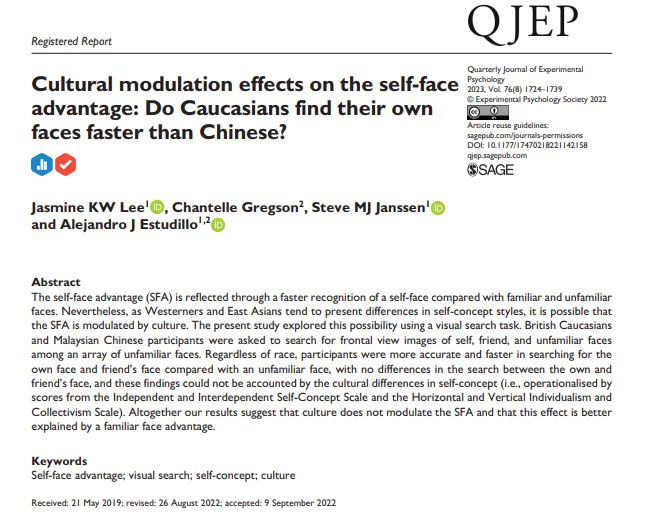 QJEP
Registered Report
Quarterly Journal of Experimental
Psychology
2023, Vol. 76(8) 1724–1739
© Experimental Psychology Society 2022
Article reuse guidelines:
sagepub.com/journals-permissions
DOI: 10.1177/17470218221142158
qjep.sagepub.com
SAGE
Cultural modulation effects on the self-face
advantage: Do Caucasians find their own
faces faster than Chinese?
Jasmine KW Lee1, Chantelle Gregson2, Steve MJ Janssen1
and Alejandro J Estudillo1,2
Abstract
The self-face advantage (SFA) is reflected through a faster recognition of a self-face compared with familiar and unfamiliar
faces. Nevertheless, as Westerners and East Asians tend to present differences in self-concept styles, it is possible that
the SFA is modulated by culture. The present study explored this possibility using a visual search task. British Caucasians
and Malaysian Chinese participants were asked to search for frontal view images of self, friend, and unfamiliar faces
among an array of unfamiliar faces. Regardless of race, participants were more accurate and faster in searching for the
own face and friend's face compared with an unfamiliar face, with no differences in the search between the own and
friend's face, and these findings could not be accounted by the cultural differences in self-concept (i.e., operationalised by
scores from the Independent and Interdependent Self-Concept Scale and the Horizontal and Vertical Individualism and
Collectivism Scale). Altogether our results suggest that culture does not modulate the SFA and that this effect is better
explained by a familiar face advantage.
Keywords
Self-face advantage; visual search; self-concept; culture
Received: 21 May 2019; revised: 26 August 2022; accepted: 9 September 2022